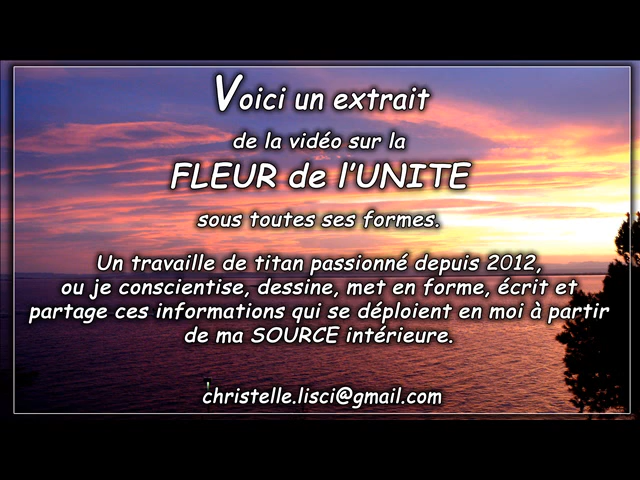 Voici un extrait
de la vidéo sur la
FLEUR de l'UNITE
sous toutes ses formes.
Un travaille de titan passionné depuis 2012,
ou je conscientise, dessine, met en forme, écrit et
partage ces informations qui se déploient en moi à partir
de ma SOURCE intérieure.
christelle.lisci@gmail.com